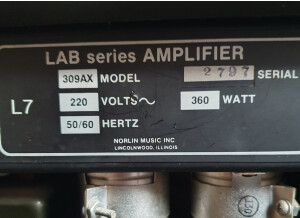 LAB series AMPLIFIER
309AX MODEL 2797 SERIAL
L7 220 VOLTS~ 360 WATT
50/60 HERTZ
NORLIN MUSIC INC
LINCOLNWOOD, ILLINOIS